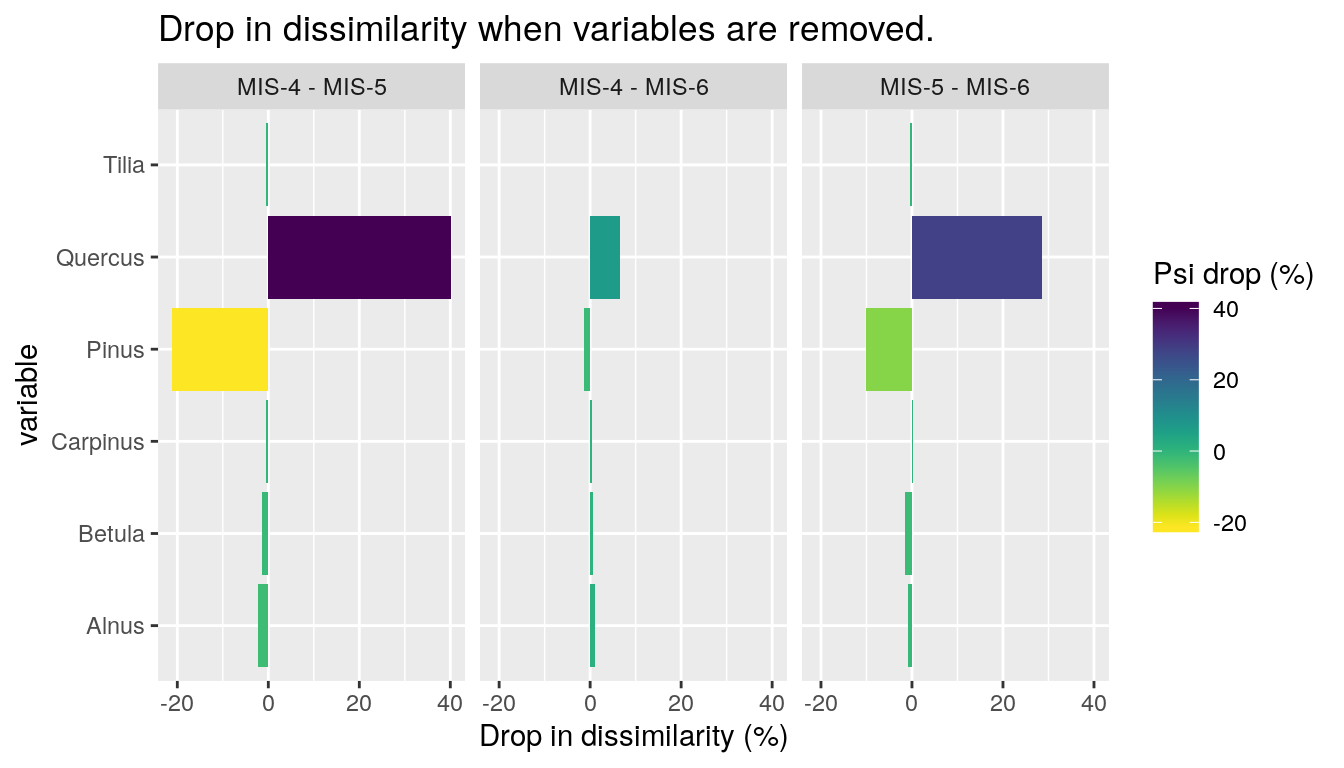 Drop in dissimilarity when variables are removed.
MIS-4 - MIS-5
MIS-4 - MIS-6
MIS-5 - MIS-6
variable
Tilia
Quercus
Pinus
Carpinus
Betula
Alnus
-20 0 20 40
-20 0 20 40
-20 0 20 40
Drop in dissimilarity (%)
Psi drop (%)
40
20
0
-20